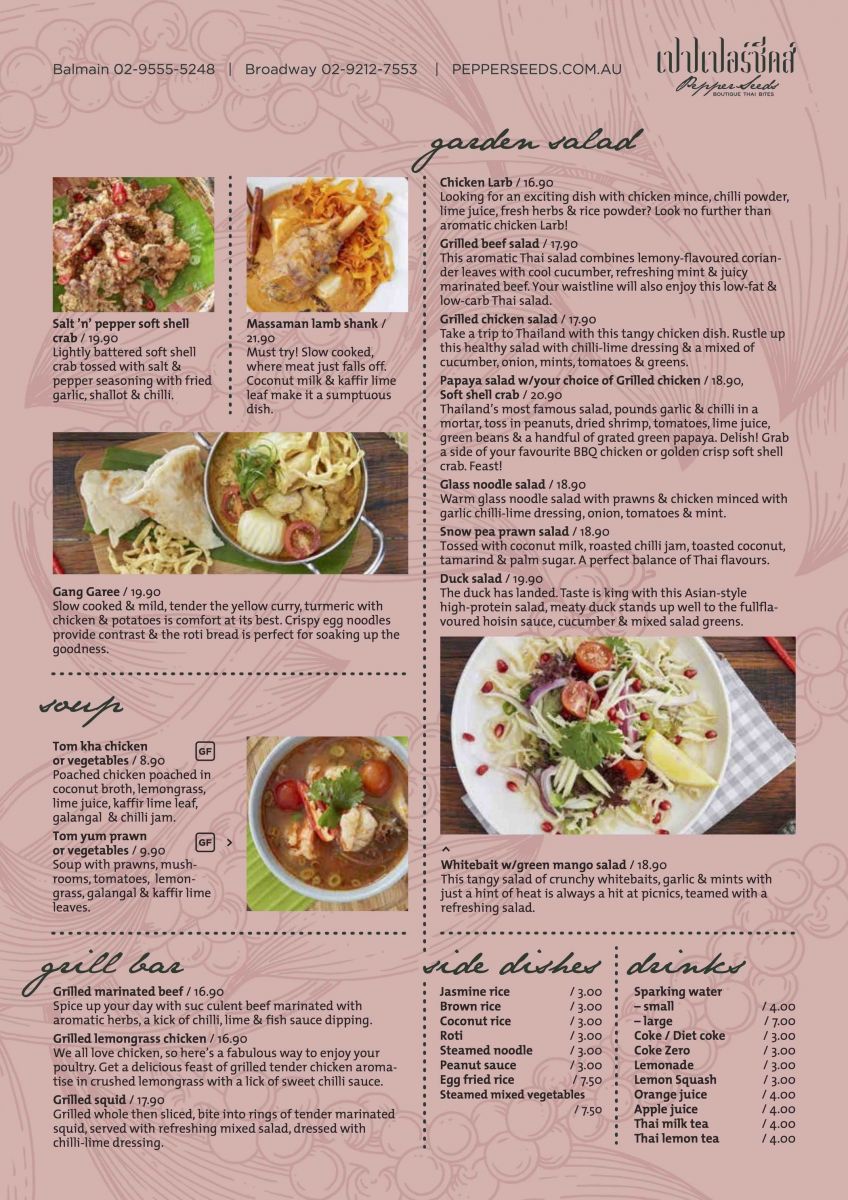 Balmain 02-9555-5248 | Broadway 02-9212-7553 | PEPPERSEEDS.COM.AU
เปปเปอร์ซีดส์
Pepper Seeds
BOUTIQUE THAI BITES
Salt 'n' pepper soft shell
crab / 19.90
Lightly battered soft shell
crab tossed with salt &
pepper seasoning with fried
garlic, shallot & chilli.
Massaman lamb shank /
21.90
Must try! Slow cooked,
where meat just falls off.
Coconut milk & kaffir lime
leaf make it a sumptuous
dish.
Gang Garee / 19.90
Slow cooked & mild, tender the yellow curry, turmeric with
chicken & potatoes is comfort at its best. Crispy egg noodles
provide contrast & the roti bread is perfect for soaking up the
goodness.
soup
Tom kha chicken
or vegetables / 8.90
GF
Poached chicken poached in
coconut broth, lemongrass,
lime juice, kaffir lime leaf,
galangal & chilli jam.
Tom yum prawn
or vegetables / 9.90
GF >
Soup with prawns, mush-
rooms, tomatoes, lemon-
grass, galangal & kaffir lime
leaves.
grill bar
Grilled marinated beef / 16.90
Spice up your day with suc culent beef marinated with
aromatic herbs, a kick of chilli, lime & fish sauce dipping.
Grilled lemongrass chicken / 16.90
We all love chicken, so here's a fabulous way to enjoy your
poultry. Get a delicious feast of grilled tender chicken aroma-
tise in crushed lemongrass with a lick of sweet chilli sauce.
Grilled squid / 17.90
Grilled whole then sliced, bite into rings of tender marinated
squid, served with refreshing mixed salad, dressed with
chilli-lime dressing.
garden salad
Chicken Larb / 16.90
Looking for an exciting dish with chicken mince, chilli powder,
lime juice, fresh herbs & rice powder? Look no further than
aromatic chicken Larb!
Grilled beef salad / 17.90
This aromatic Thai salad combines lemony-flavoured corian-
der leaves with cool cucumber, refreshing mint & juicy
marinated beef. Your waistline will also enjoy this low-fat &
low-carb Thai salad.
Grilled chicken salad / 17.90
Take a trip to Thailand with this tangy chicken dish. Rustle up
this healthy salad with chilli-lime dressing & a mixed of
cucumber, onion, mints, tomatoes & greens.
Papaya salad w/your choice of Grilled chicken / 18.90,
Soft shell crab / 20.90
Thailand's most famous salad, pounds garlic & chilli in a
mortar, toss in peanuts, dried shrimp, tomatoes, lime juice,
green beans & a handful of grated green papaya. Delish! Grab
a side of your favourite BBQ chicken or golden crisp soft shell
crab. Feast!
Glass noodle salad / 18.90
Warm glass noodle salad with prawns & chicken minced with
garlic chilli-lime dressing, onion, tomatoes & mint.
Snow pea prawn salad / 18.90
Tossed with coconut milk, roasted chilli jam, toasted coconut,
tamarind & palm sugar. A perfect balance of Thai flavours.
Duck salad / 19.90
The duck has landed. Taste is king with this Asian-style
high-protein salad, meaty duck stands up well to the fullfla-
voured hoisin sauce, cucumber & mixed salad greens.
Whitebait w/green mango salad / 18.90
This tangy salad of crunchy whitebaits, garlic & mints with
just a hint of heat is always a hit at picnics, teamed with a
refreshing salad.
side dishes
Jasmine rice / 3.00
Brown rice / 3.00
Coconut rice / 3.00
Roti / 3.00
Steamed noodle / 3.00
Peanut sauce / 3.00
Egg fried rice / 7.50
Steamed mixed vegetables
/ 7.50
drinks
Sparking water
– small / 4.00
– large / 7.00
Coke / Diet coke / 3.00
Coke Zero / 3.00
Lemonade / 3.00
Lemon Squash / 3.00
Orange juice / 4.00
Apple juice / 4.00
Thai milk tea / 4.00
Thai lemon tea / 4.00